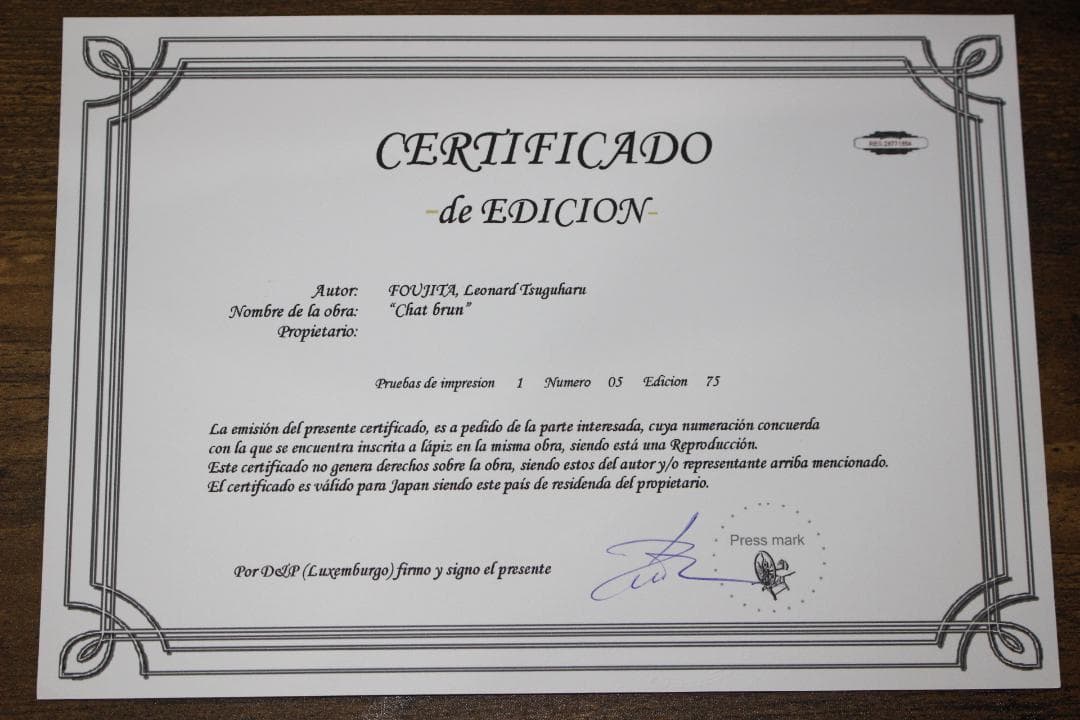 CERTIFICADO
-de EDICION-
Autor: FOUJITA, Leonard Tsuguharu
Nombre de la obra: “Chat brun”
Propietario:
Pruebas de impresion 1 Numero 05 Edicion 75
La emisión del presente certificado, es a pedido de la parte interesada, cuya numeración concuerda
con la que se encuentra inscrita a lápiz en la misma obra, siendo está una Reproducción.
Este certificado no genera derechos sobre la obra, siendo estos del autor y/o representante arriba mencionado.
El certificado es válido para Japan siendo este país de residenda del propietario.
Press mark
Por D&P (Luxemburgo) firmo y signo el presente